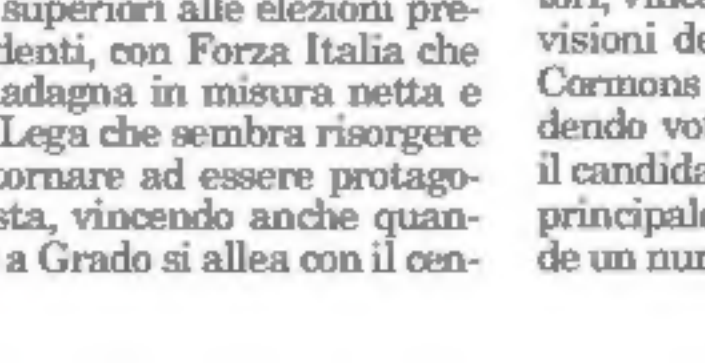 superiori alle elezioni pre-
denti, con Forza Italia che
adagna in misura netta e
Lega che sembra risorgere
tornare ad essere protago-
sta, vincendo anche quan-
a Grado si allea con il cen-
visioni de
Cormons
dendo vo
il candida
principale
de un nu